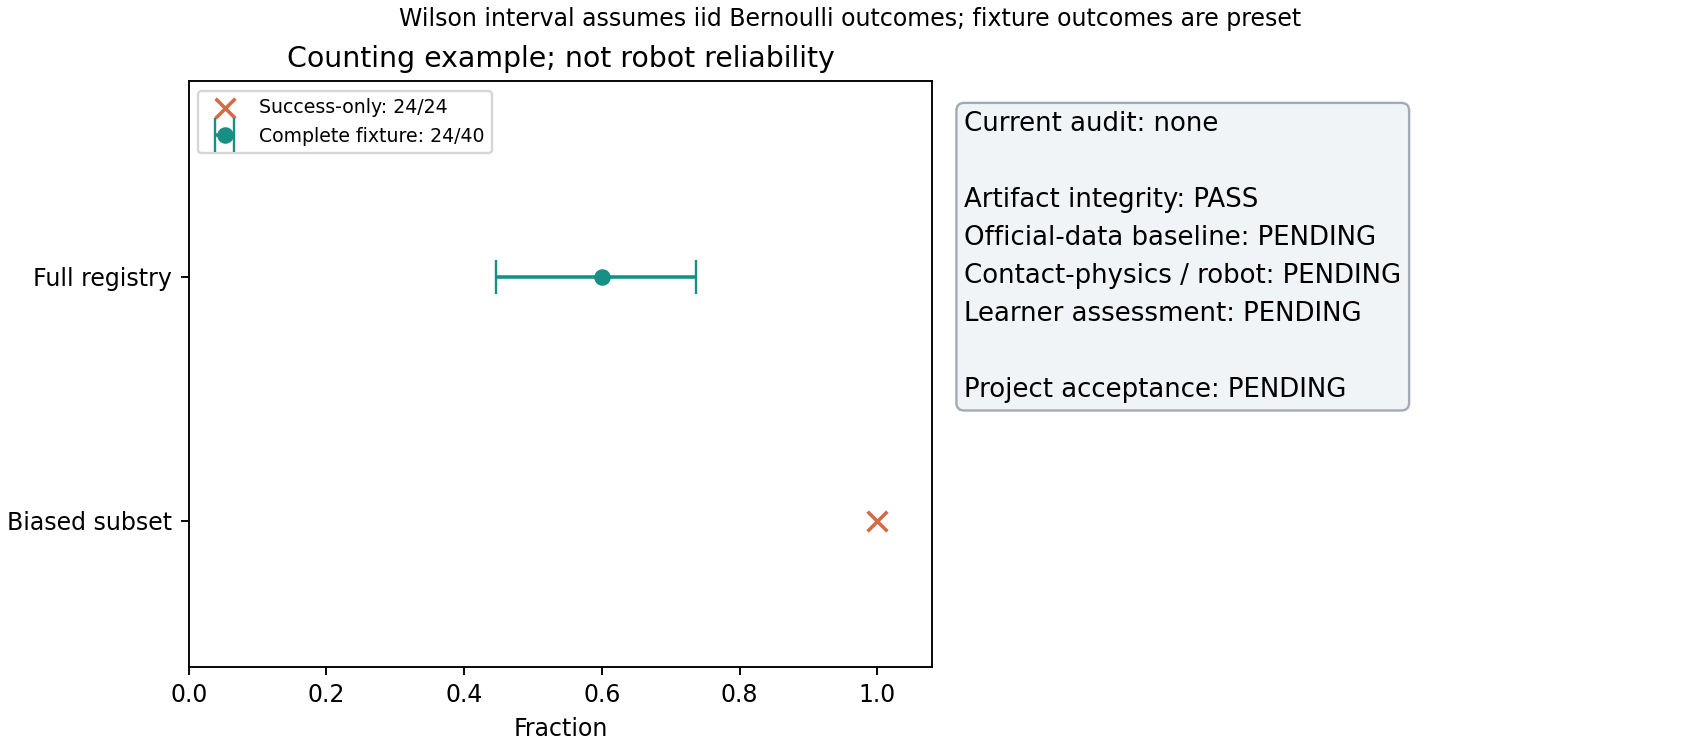 Wilson interval assumes iid Bernoulli outcomes; fixture outcomes are preset
Counting example; not robot reliability
Success-only: 24/24
Complete fixture: 24/40
Full registry
Biased subset
0.0 0.2 0.4 0.6 0.8 1.0
Fraction
Current audit: none
Artifact integrity: PASS
Official-data baseline: PENDING
Contact-physics / robot: PENDING
Learner assessment: PENDING
Project acceptance: PENDING